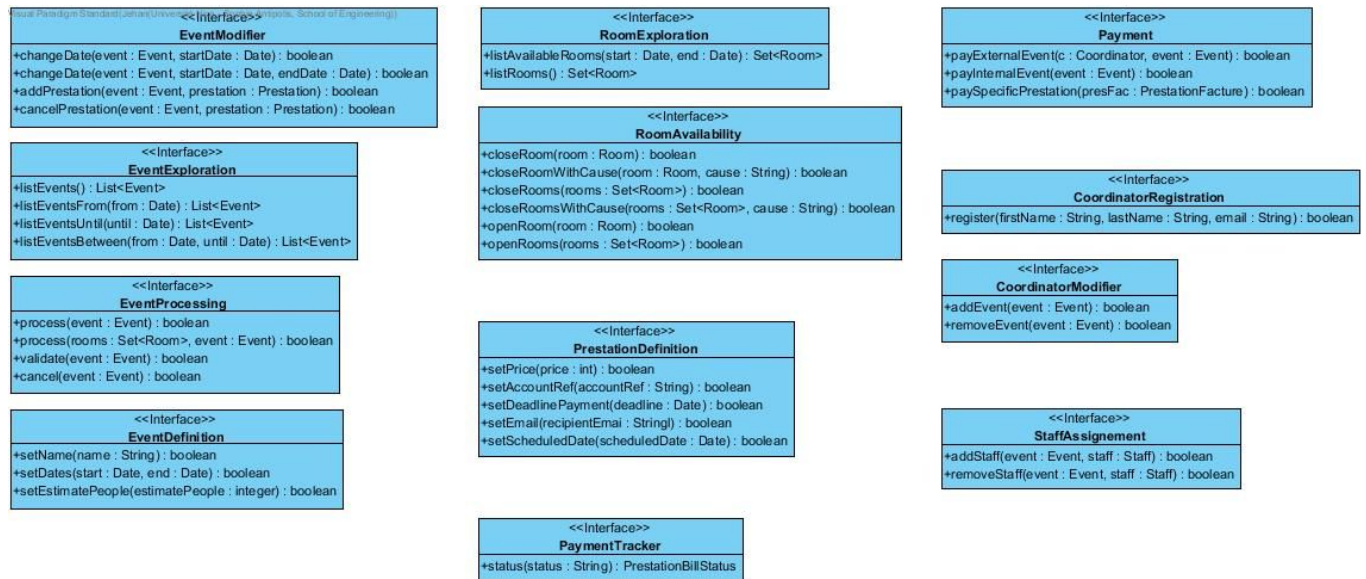 Visual Paradigm Standard(Jehan(Universite
Antipolis, School of Engineering))
<<Interface>>
EventModifier
+changeDate(event : Event, startDate : Date) : boolean
+changeDate(event : Event, startDate : Date, endDate : Date) : boolean
+addPrestation(event : Event, prestation : Prestation) : boolean
+cancelPrestation(event : Event, prestation : Prestation) : boolean
<<Interface>>
EventExploration
+listEvents() : List<Event>
+listEventsFrom(from : Date) : List<Event>
+listEventsUntil(until : Date) : List<Event>
+listEventsBetween(from : Date, until : Date) : List<Event>
<<Interface>>
EventProcessing
+process(event : Event) : boolean
+process(rooms : Set<Room>, event : Event) : boolean
+validate(event : Event) : boolean
+cancel(event : Event) : boolean
<<Interface>>
EventDefinition
+setName(name : String) : boolean
+setDates(start : Date, end : Date) : boolean
+setEstimatePeople(estimatePeople : integer) : boolean
<<Interface>>
RoomExploration
+listAvailableRooms(start : Date, end : Date) : Set<Room>
+listRooms() : Set<Room>
<<Interface>>
RoomAvailability
+closeRoom(room : Room) : boolean
+closeRoomWithCause(room : Room, cause : String) : boolean
+closeRooms(rooms : Set<Room>) : boolean
+closeRoomsWithCause(rooms : Set<Room>, cause : String) : boolean
+openRoom(room : Room) : boolean
+openRooms(rooms : Set<Room>) : boolean
<<Interface>>
PrestationDefinition
+setPrice(price : int) : boolean
+setAccountRef(accountRef : String) : boolean
+setDeadlinePayment(deadline : Date) : boolean
+setEmail(recipientEmai : Stringl) : boolean
+setScheduledDate(scheduledDate : Date) : boolean
<<Interface>>
PaymentTracker
+status(status : String) : PrestationBillStatus
<<Interface>>
Payment
+payExternalEvent(c : Coordinator, event : Event) : boolean
+payInternalEvent(event : Event) : boolean
+paySpecificPrestation(presFac : PrestationFacture) : boolean
<<Interface>>
CoordinatorRegistration
+register(firstName : String, lastName : String, email : String) : boolean
<<Interface>>
CoordinatorModifier
+addEvent(event : Event) : boolean
+removeEvent(event : Event) : boolean
<<Interface>>
StaffAssignement
+addStaff(event : Event, staff : Staff) : boolean
+removeStaff(event : Event, staff : Staff) : boolean